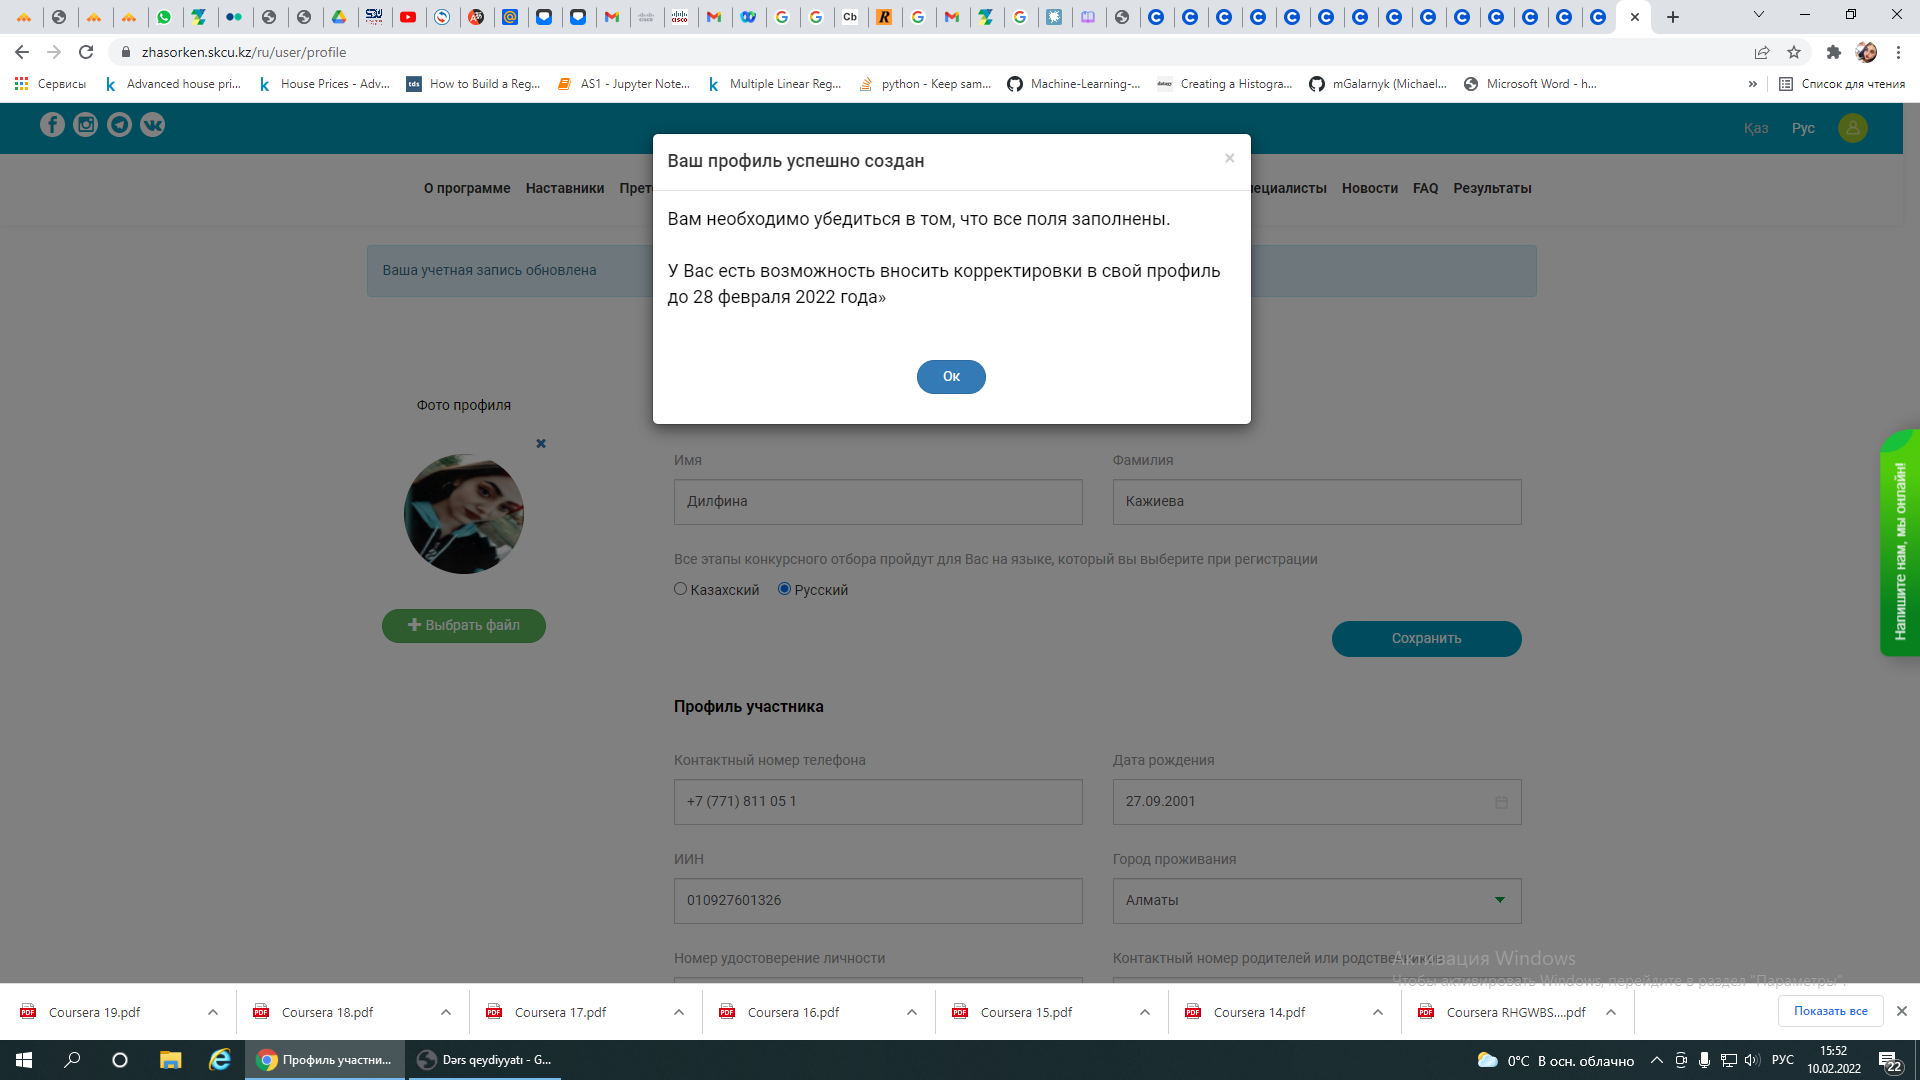 zhasorken.skcu.kz/ru/user/profile
Сервисы
Advanced house pri...
House Prices - Adv...
How to Build a Reg...
AS1 - Jupyter Note...
Multiple Linear Reg...
python - Keep sam...
Machine-Learning-...
Creating a Histogra...
mGalarnyk (Michael...
Microsoft Word - h...
»
Список для чтения
Қаз
Рус
О программе
Наставники
Новости
FAQ
Результаты
Ваш профиль успешно создан
×
Вам необходимо убедиться в том, что все поля заполнены.
У Вас есть возможность вносить корректировки в свой профиль
до 28 февраля 2022 года»
Ок
Ваша учетная запись обновлена
Фото профиля
Выбрать файл
Имя
Фамилия
Дилфина
Кажиева
Все этапы конкурсного отбора пройдут для Вас на языке, который вы выберите при регистрации
Казахский
Русский
Сохранить
Напишите нам, мы онлайн!
Профиль участника
Контактный номер телефона
Дата рождения
+7 (771) 811 05 1
27.09.2001
ИИН
Город проживания
010927601326
Алматы
Номер удостоверение личности
Контактный номер родителей или
Активация Windows
Чтобы активировать Windows, перейдите в раздел "Параметры".
Coursera 19.pdf
Coursera 18.pdf
Coursera 17.pdf
Coursera 16.pdf
Coursera 15.pdf
Coursera 14.pdf
Coursera RHGWBS....pdf
Показать все
Профиль участни...
Dərs qeydiyyatı - G...
0°C В осн. облачно
РУС
15:52
10.02.2022
22